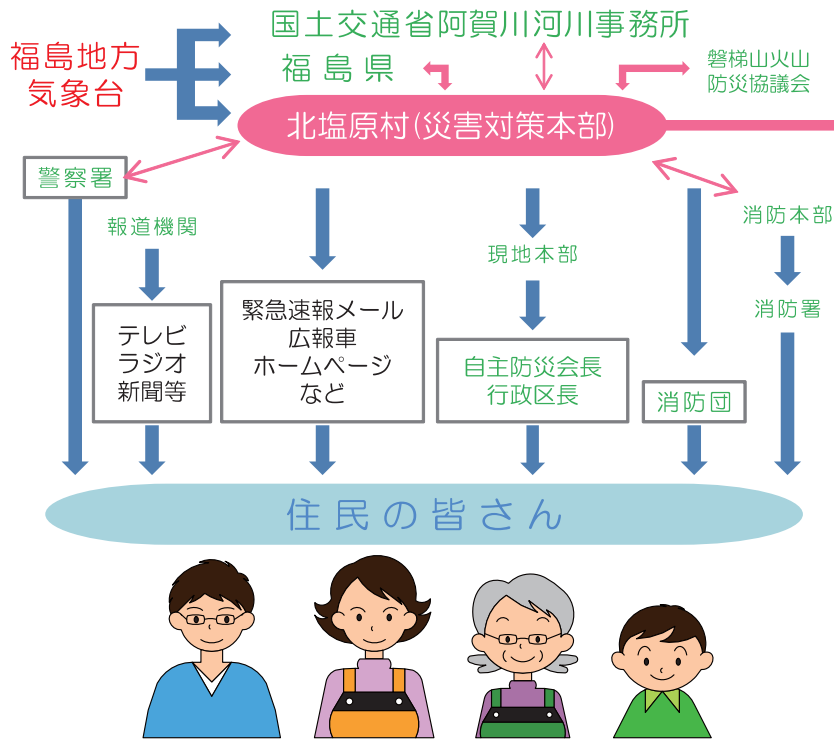 国土交通省阿賀川河川事務所
福島地方
気象台
福島県
磐梯山火山
防災協議会
北塩原村(災害対策本部)
警察署
報道機関
現地本部
消防本部
消防署
テレビ
ラジオ
新聞等
緊急速報メール
広報車
ホームページ
など
自主防災会長
行政区長
消防団
住民の皆さん